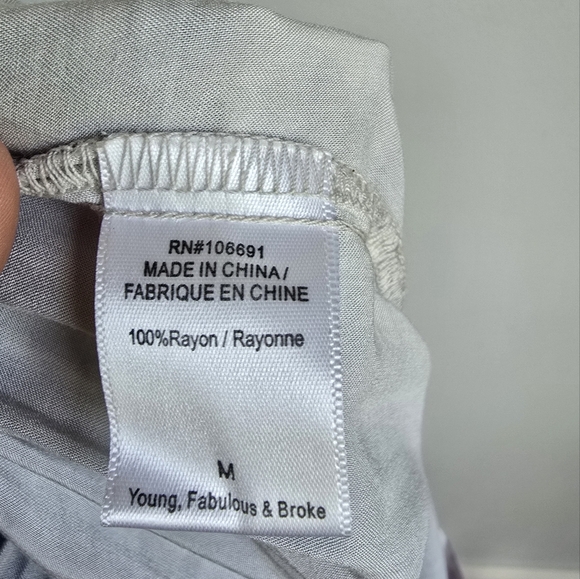 RN#106691
MADE IN CHINA/
FABRIQUE EN CHINE
100%Rayon / Rayonne
M
Young, Fabulous & Broke